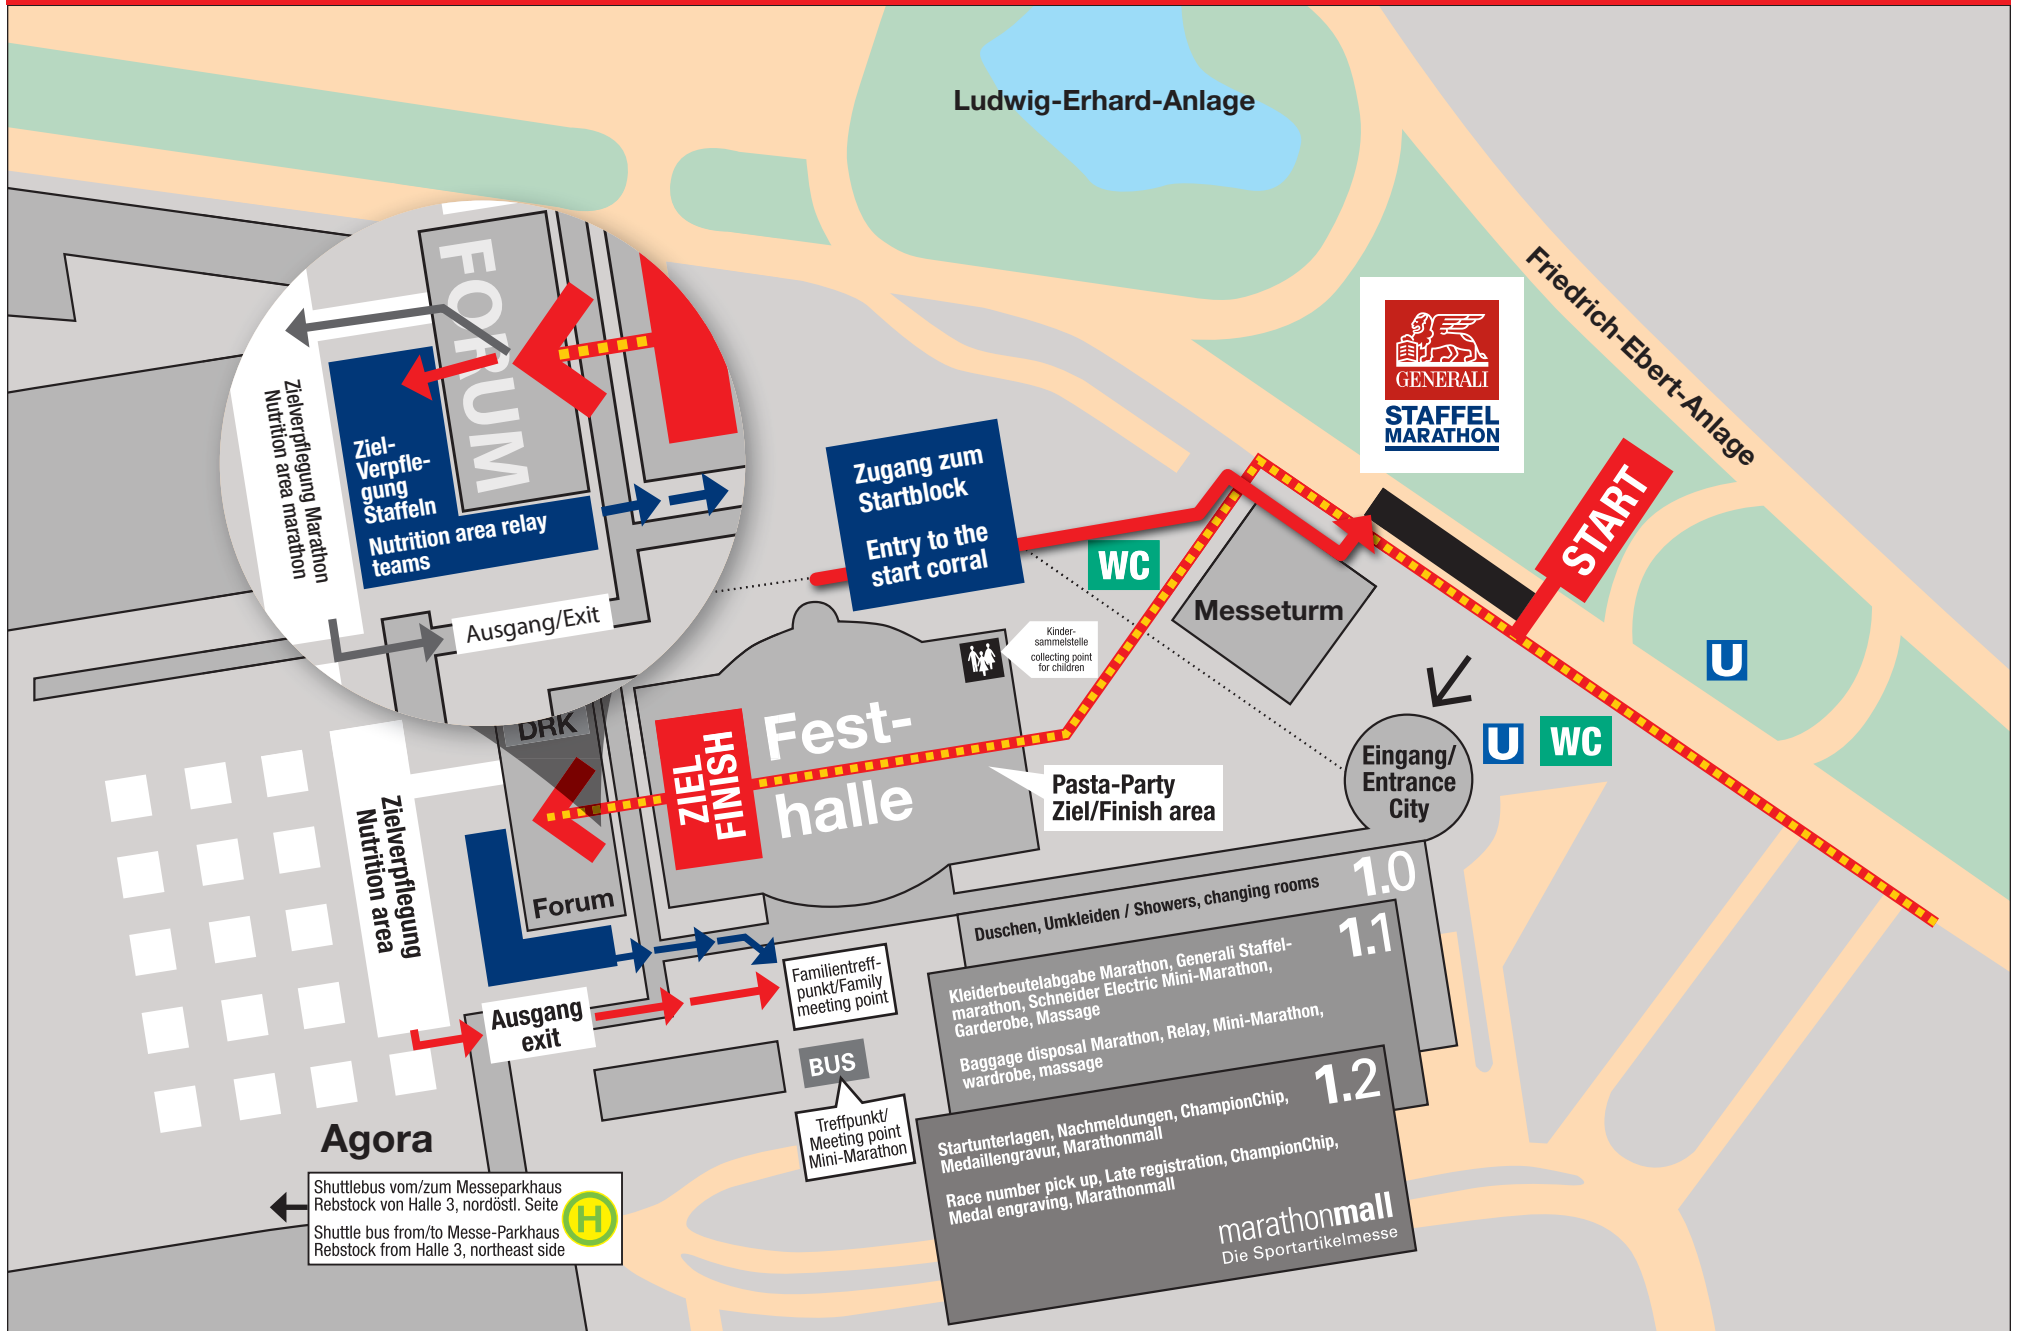 Ludwig-Erhard-Anlage
Friedrich-Ebert-Anlage
GENERALI
STAFFEL
MARATHON
START
FORUM
Zielverpflegung Marathon
Nutrition area marathon
Ziel-
Verpfle-
gung
Staffeln
Nutrition area relay
teams
Ausgang/Exit
Zugang zum
Startblock
Entry to the
start corral
WC
Messeturm
Kinder-
sammelstelle
collecting point
for children
U
U
WC
Eingang/
Entrance
City
DRK
ZIEL
FINISH
Fest-
halle
Pasta-Party
Ziel/Finish area
Zielverpflegung
Nutrition area
Forum
Ausgang
exit
Familientreff-
punkt/Family
meeting point
BUS
Treffpunkt/
Meeting point
Mini-Marathon
1.0
Duschen, Umkleiden / Showers, changing rooms
1.1
Kleiderbeutelabgabe Marathon, Generali Staffel-
marathon, Schneider Electric Mini-Marathon,
Garderobe, Massage
Baggage disposal Marathon, Relay, Mini-Marathon,
wardrobe, massage
1.2
Startunterlagen, Nachmeldungen, ChampionChip,
Medaillengravur, Marathonmall
Race number pick up, Late registration, ChampionChip,
Medal engraving, Marathonmall
marathonmall
Die Sportartikelmesse
Agora
Shuttlebus vom/zum Messeparkhaus
Rebstock von Halle 3, nordöstl. Seite
Shuttle bus from/to Messe-Parkhaus
Rebstock from Halle 3, northeast side
H